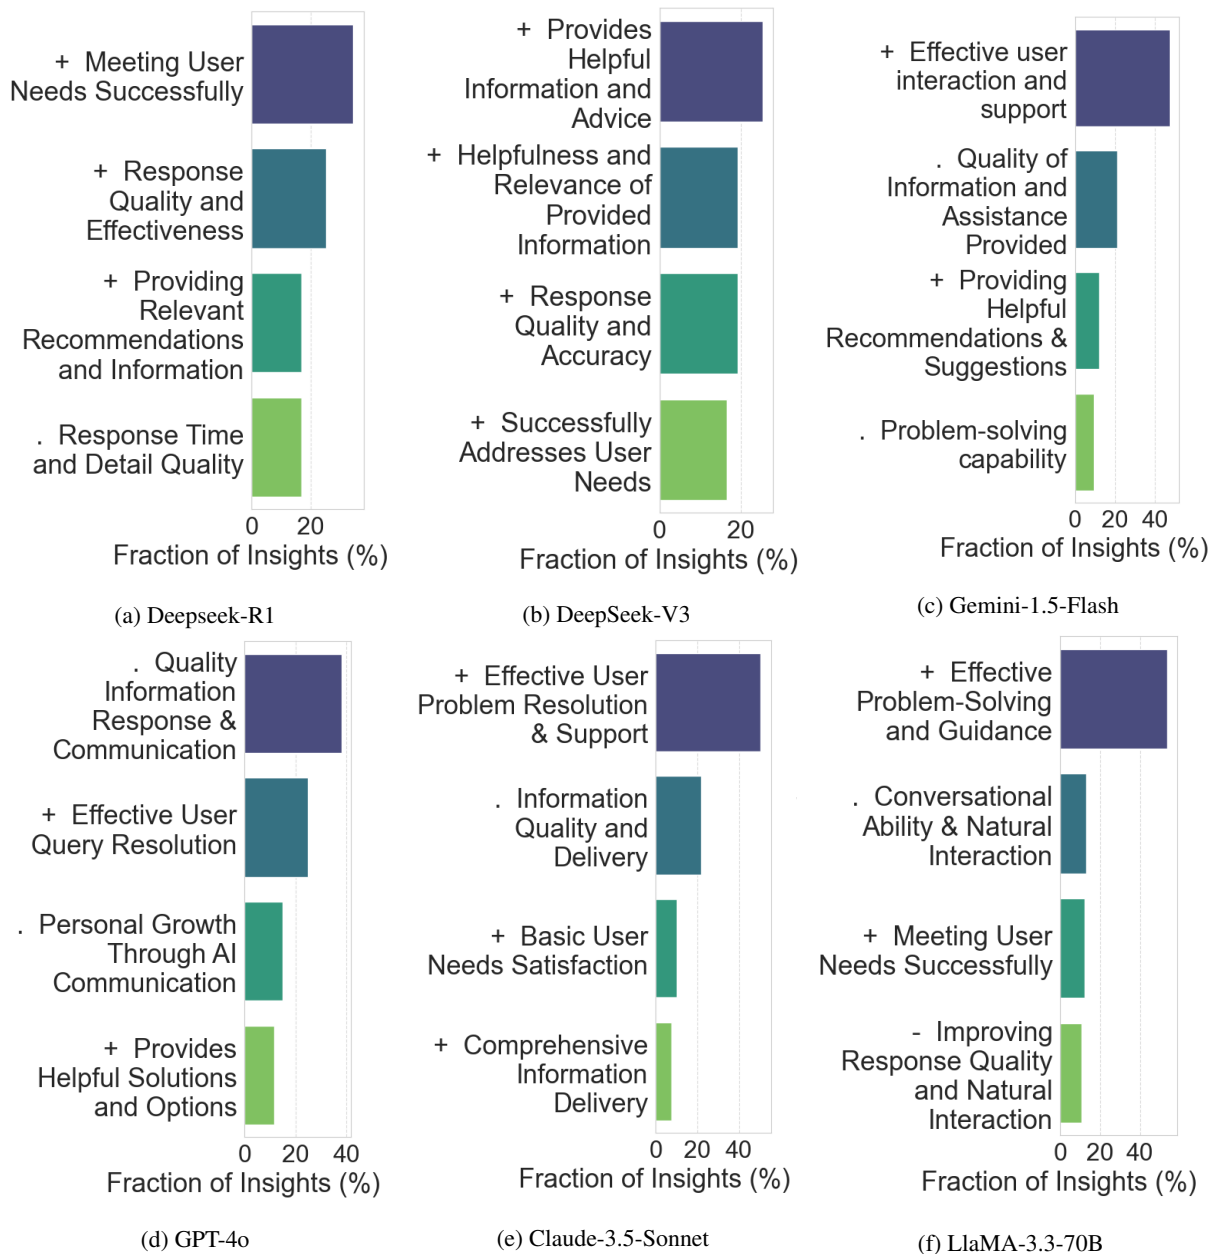 + Meeting User
Needs Successfully
+ Response
Quality and
Effectiveness
+ Providing
Relevant
Recommendations
and Information
. Response Time
and Detail Quality
0 20
Fraction of Insights (%)
(a) Deepseek-R1
+ Provides
Helpful
Information and
Advice
+ Helpfulness and
Relevance of
Provided
Information
+ Response
Quality and
Accuracy
+ Successfully
Addresses User
Needs
0 20
Fraction of Insights (%)
(b) DeepSeek-V3
+ Effective user
interaction and
support
. Quality of
Information and
Assistance
Provided
+ Providing
Helpful
Recommendations &
Suggestions
. Problem-solving
capability
0 20 40
Fraction of Insights (%)
(c) Gemini-1.5-Flash
. Quality
Information
Response &
Communication
+ Effective User
Query Resolution
. Personal Growth
Through AI
Communication
+ Provides
Helpful Solutions
and Options
0 20 40
Fraction of Insights (%)
(d) GPT-4o
+ Effective User
Problem Resolution
& Support
. Information
Quality and
Delivery
+ Basic User
Needs Satisfaction
+ Comprehensive
Information
Delivery
0 20 40
Fraction of Insights (%)
(e) Claude-3.5-Sonnet
+ Effective
Problem-Solving
and Guidance
. Conversational
Ability & Natural
Interaction
+ Meeting User
Needs Successfully
- Improving
Response Quality
and Natural
Interaction
0 20 40
Fraction of Insights (%)
(f) LlaMA-3.3-70B